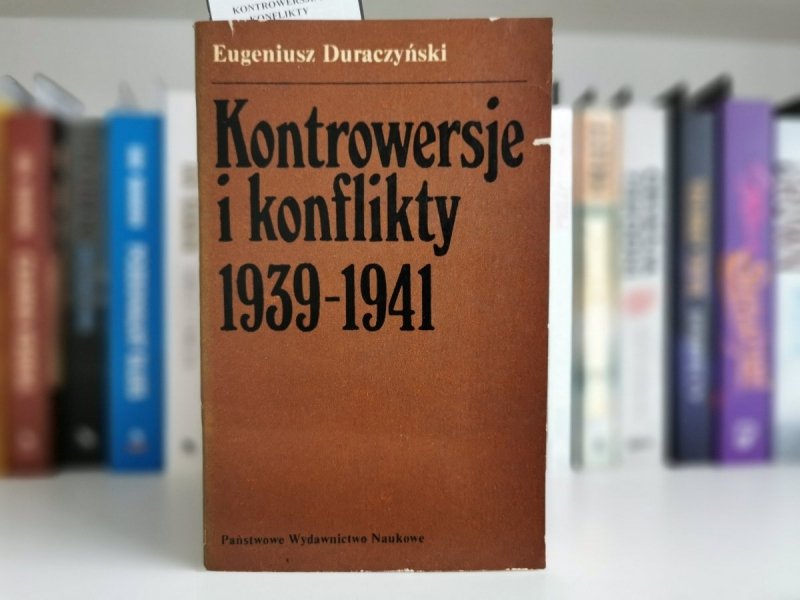 KONTROWERSJE
KONFLIKTY
Eugeniusz Duraczyński
Kontrowersje
i konflikty
1939-1941
Państwowe Wydawnictwo Naukowe